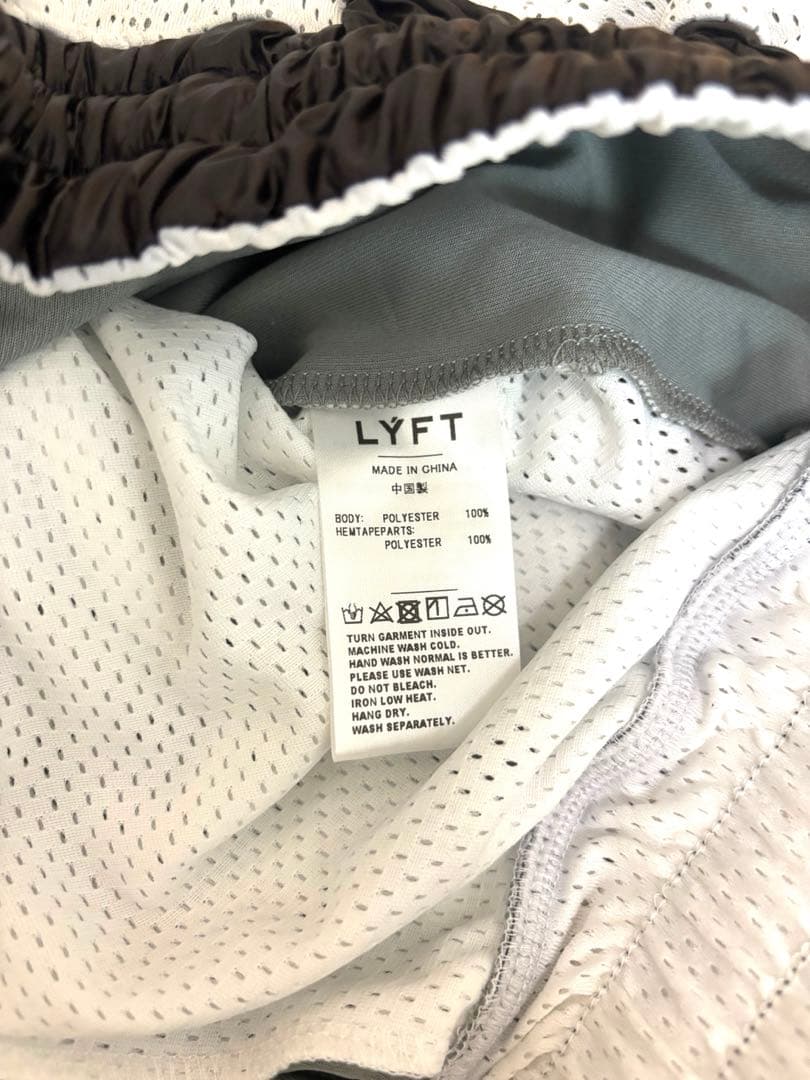 LÝFT
MADE IN CHINA
中国製
BODY: POLYESTER 100%
HEMTAPEPARTS:
POLYESTER 100%
TURN GARMENT INSIDE OUT.
MACHINE WASH COLD.
HAND WASH NORMAL IS BETTER.
PLEASE USE WASH NET.
DO NOT BLEACH.
IRON LOW HEAT.
HANG DRY.
WASH SEPARATELY.